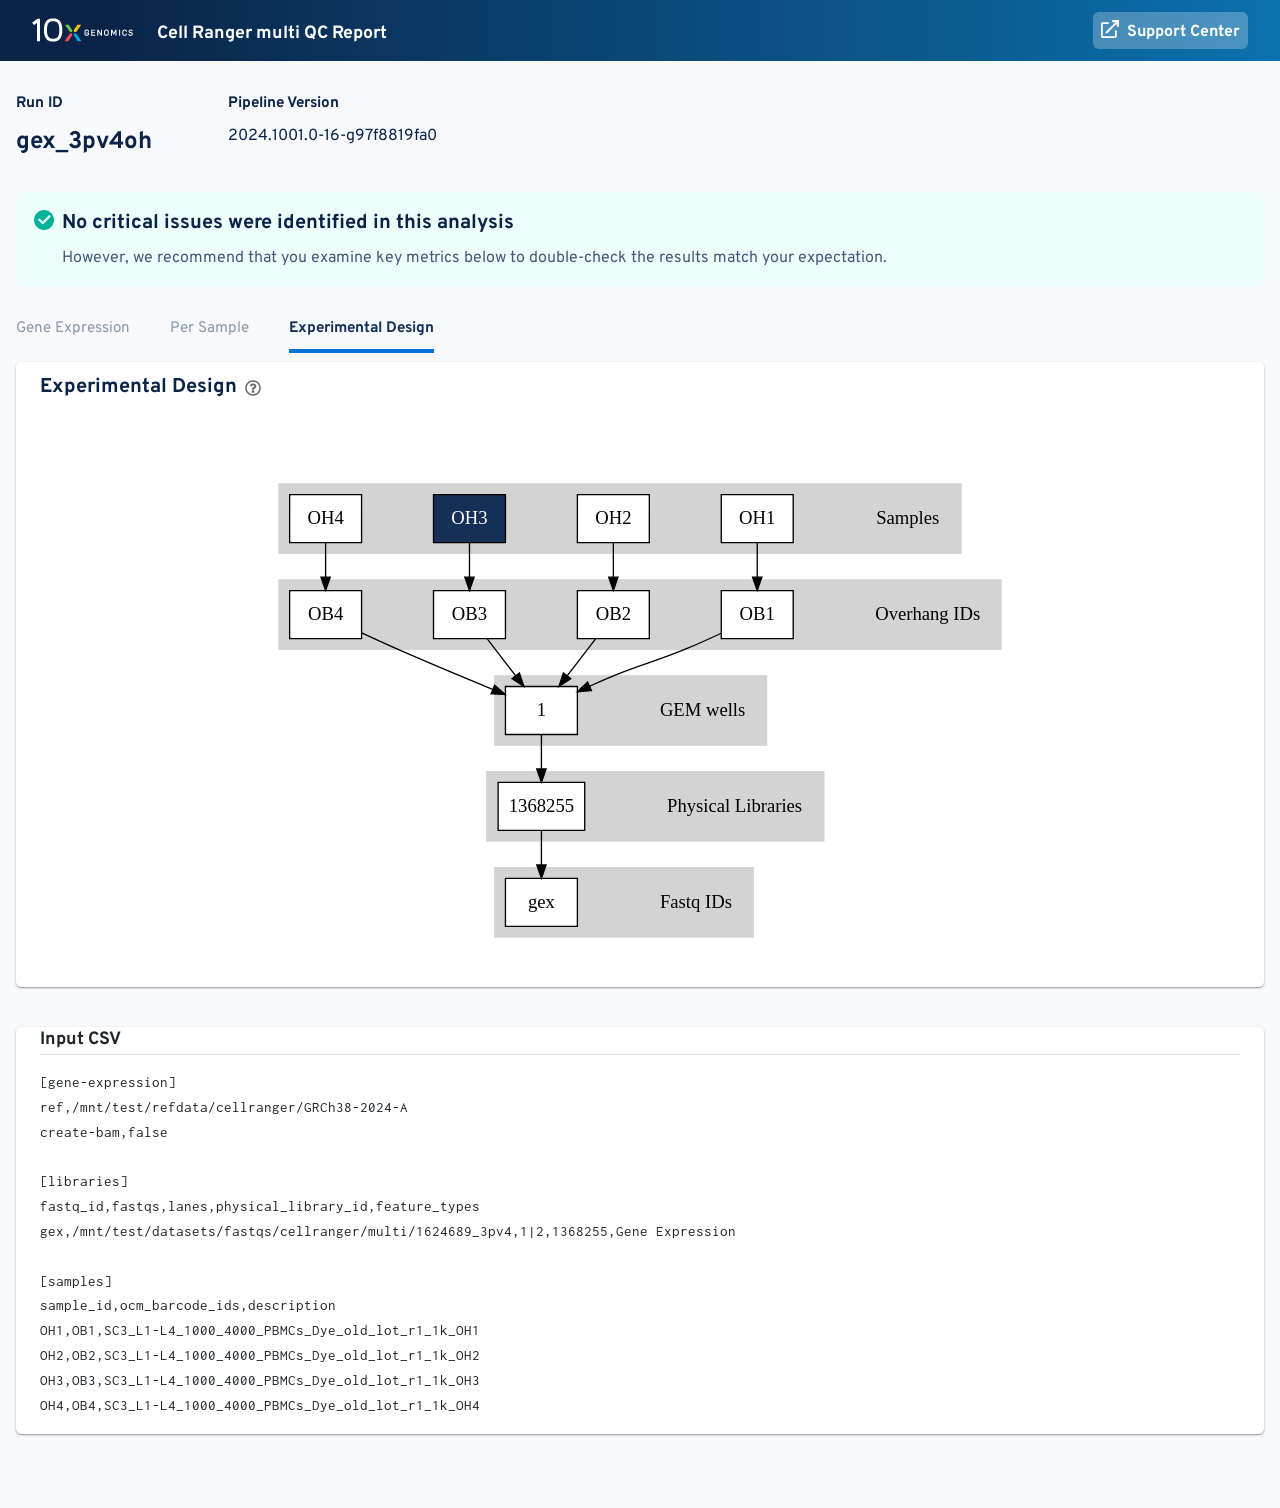 10x GENOMICS Cell Ranger multi QC Report Support Center
Run ID Pipeline Version
gex_3pv4oh 2024.1001.0-16-g97f8819fa0
No critical issues were identified in this analysis
However, we recommend that you examine key metrics below to double-check the results match your expectation.
Gene Expression Per Sample Experimental Design
Experimental Design ?
OH4 OH3 OH2 OH1 Samples
OB4 OB3 OB2 OB1 Overhang IDs
1 GEM wells
1368255 Physical Libraries
gex Fastq IDs
Input CSV
[gene-expression]
ref,/mnt/test/refdata/cellranger/GRCh38-2024-A
create-bam,false
[libraries]
fastq_id,fastqs,lanes,physical_library_id,feature_types
gex,/mnt/test/datasets/fastqs/cellranger/multi/1624689_3pv4,1|2,1368255,Gene Expression
[samples]
sample_id,ocm_barcode_ids,description
OH1,OB1,SC3_L1-L4_1000_4000_PBMCs_Dye_old_lot_r1_1k_OH1
OH2,OB2,SC3_L1-L4_1000_4000_PBMCs_Dye_old_lot_r1_1k_OH2
OH3,OB3,SC3_L1-L4_1000_4000_PBMCs_Dye_old_lot_r1_1k_OH3
OH4,OB4,SC3_L1-L4_1000_4000_PBMCs_Dye_old_lot_r1_1k_OH4